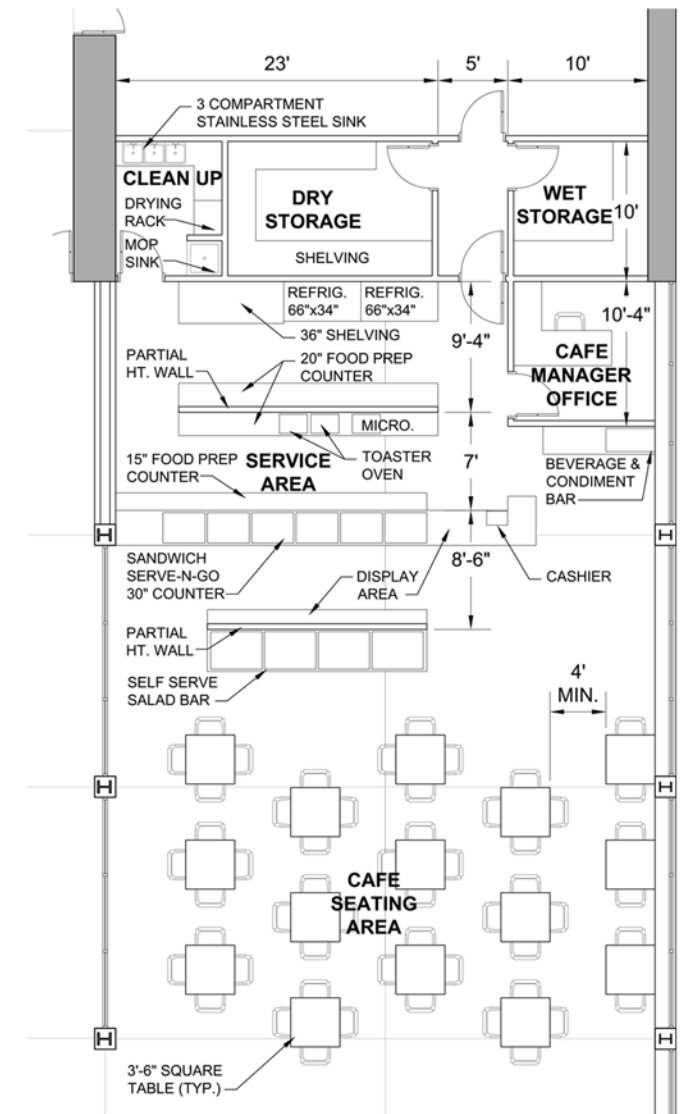 23'
5'
10'
3 COMPARTMENT
STAINLESS STEEL SINK
CLEAN UP
DRYING
RACK
MOP
SINK
DRY
STORAGE
SHELVING
WET
STORAGE
10'
REFRIG.
66"x34"
REFRIG.
66"x34"
36" SHELVING
9'-4"
10'-4"
CAFE
MANAGER
OFFICE
PARTIAL
HT. WALL
20" FOOD PREP
COUNTER
MICRO.
TOASTER
OVEN
15" FOOD PREP
COUNTER
SERVICE
AREA
7'
BEVERAGE &
CONDIMENT
BAR
SANDWICH
SERVE-N-GO
30" COUNTER
DISPLAY
AREA
8'-6"
CASHIER
PARTIAL
HT. WALL
SELF SERVE
SALAD BAR
4'
MIN.
CAFE
SEATING
AREA
3'-6" SQUARE
TABLE (TYP.)